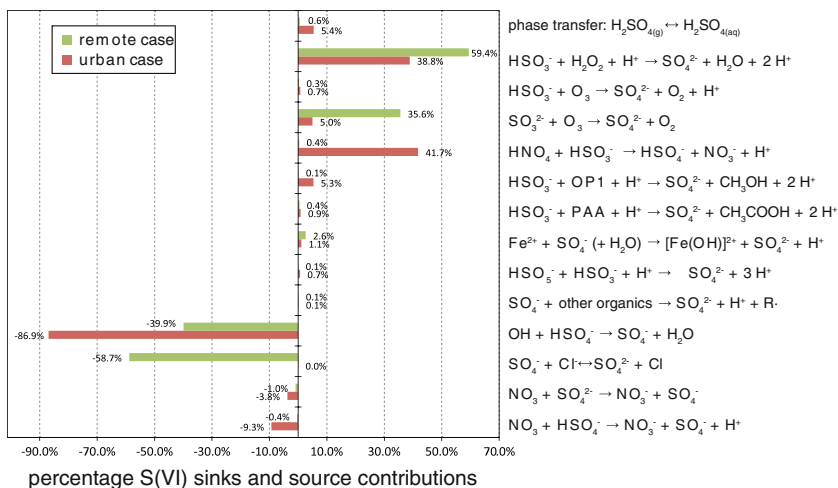 remote case
urban case
0.6%
5.4%
phase transfer: H₂SO₄₍g₎ ↔ H₂SO₄₍aq₎
59.4%
38.8%
HSO₃⁻ + H₂O₂ + H⁺ → SO₄²⁻ + H₂O + 2 H⁺
0.3%
0.7%
HSO₃⁻ + O₃ → SO₄²⁻ + O₂ + H⁺
35.6%
5.0%
SO₃²⁻ + O₃ → SO₄²⁻ + O₂
0.4%
41.7%
HNO₄ + HSO₃⁻ → HSO₄⁻ + NO₃⁻ + H⁺
0.1%
5.3%
HSO₃⁻ + OP1 + H⁺ → SO₄²⁻ + CH₃OH + 2 H⁺
0.4%
0.9%
HSO₃⁻ + PAA + H⁺ → SO₄²⁻ + CH₃COOH + 2 H⁺
2.6%
1.1%
Fe²⁺ + SO₄⁻ (+ H₂O) → [Fe(OH)]²⁺ + SO₄²⁻ + H⁺
0.1%
0.7%
HSO₅⁻ + HSO₃⁻ + H⁺ → SO₄²⁻ + 3 H⁺
0.1%
0.1%
SO₄⁻ + other organics → SO₄²⁻ + H⁺ + R·
-39.9%
-86.9%
OH + HSO₄⁻ → SO₄⁻ + H₂O
-58.7%
0.0%
SO₄⁻ + Cl⁻ ↔ SO₄²⁻ + Cl
-1.0%
-3.8%
NO₃ + SO₄²⁻ → NO₃⁻ + SO₄⁻
-0.4%
-9.3%
NO₃ + HSO₄⁻ → NO₃⁻ + SO₄⁻ + H⁺
-90.0% -70.0% -50.0% -30.0% -10.0% 10.0% 30.0% 50.0% 70.0%
percentage S(VI) sinks and source contributions